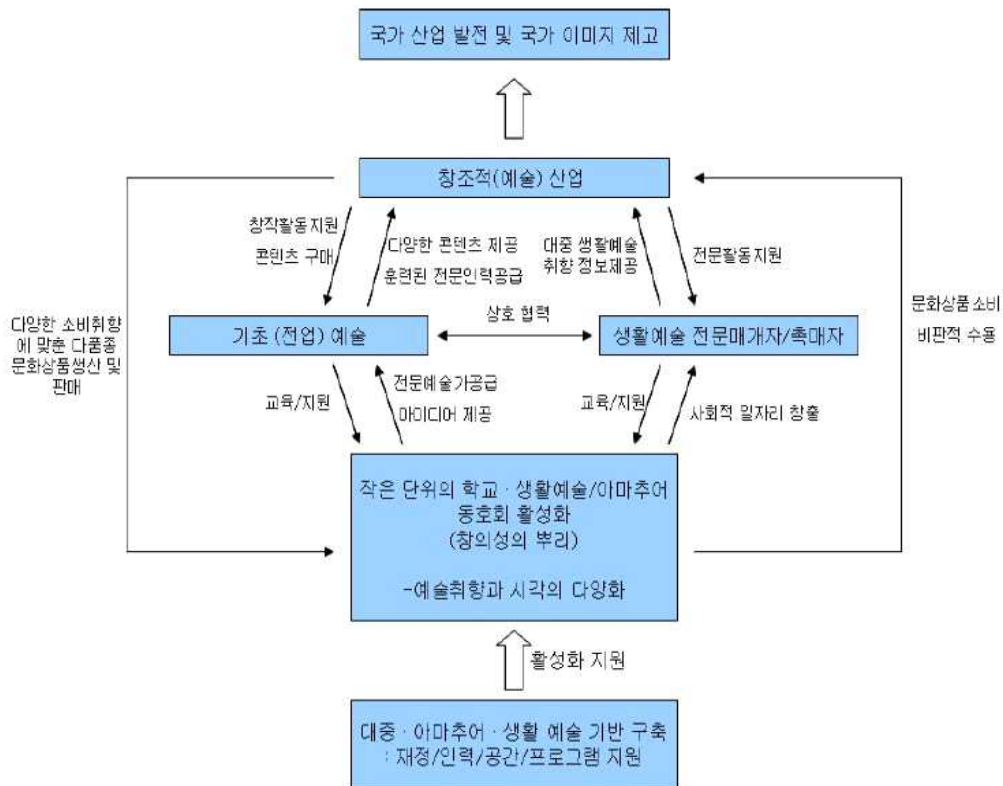 국가 산업 발전 및 국가 이미지 제고
창조적(예술) 산업
창작활동지원
콘텐츠 구매
다양한 콘텐츠 제공
훈련된 전문인력공급
대중 생활예술
취향 정보제공
전문활동지원
다양한 소비취향
에 맞춘 다품종
문화상품생산 및
판매
문화상품 소비
비판적 수용
기초 (전업) 예술
상호 협력
생활예술 전문매개자/촉매자
교육/지원
전문예술가공급
아이디어 제공
교육/지원
사회적 일자리 창출
작은 단위의 학교 · 생활예술/아마추어
동호회 활성화
(창의성의 뿌리)
-예술취향과 시각의 다양화
활성화 지원
대중 · 아마추어 · 생활 예술 기반 구축
: 재정/인력/공간/프로그램 지원